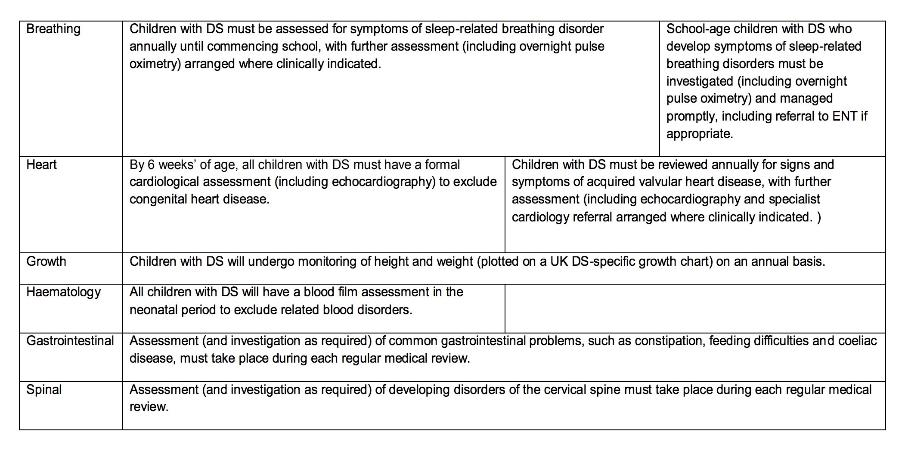 Breathing
Children with DS must be assessed for symptoms of sleep-related breathing disorder
annually until commencing school, with further assessment (including overnight pulse
oximetry) arranged where clinically indicated.
School-age children with DS who
develop symptoms of sleep-related
breathing disorders must be
investigated (including overnight
pulse oximetry) and managed
promptly, including referral to ENT if
appropriate.
Heart
By 6 weeks' of age, all children with DS must have a formal
cardiological assessment (including echocardiography) to exclude
congenital heart disease.
Children with DS must be reviewed annually for signs and
symptoms of acquired valvular heart disease, with further
assessment (including echocardiography and specialist
cardiology referral arranged where clinically indicated. )
Growth
Children with DS will undergo monitoring of height and weight (plotted on a UK DS-specific growth chart) on an annual basis.
Haematology
All children with DS will have a blood film assessment in the
neonatal period to exclude related blood disorders.
Gastrointestinal
Assessment (and investigation as required) of common gastrointestinal problems, such as constipation, feeding difficulties and coeliac
disease, must take place during each regular medical review.
Spinal
Assessment (and investigation as required) of developing disorders of the cervical spine must take place during each regular medical
review.